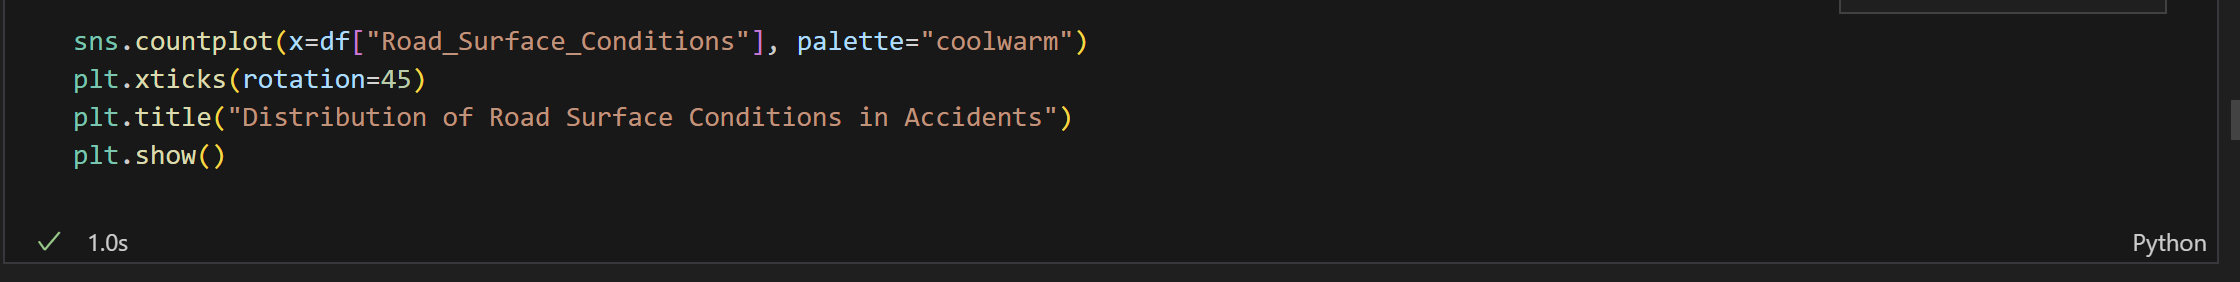 sns.countplot(x=df["Road_Surface_Conditions"], palette="coolwarm")
plt.xticks(rotation=45)
plt.title("Distribution of Road Surface Conditions in Accidents")
plt.show()
1.0s
Python